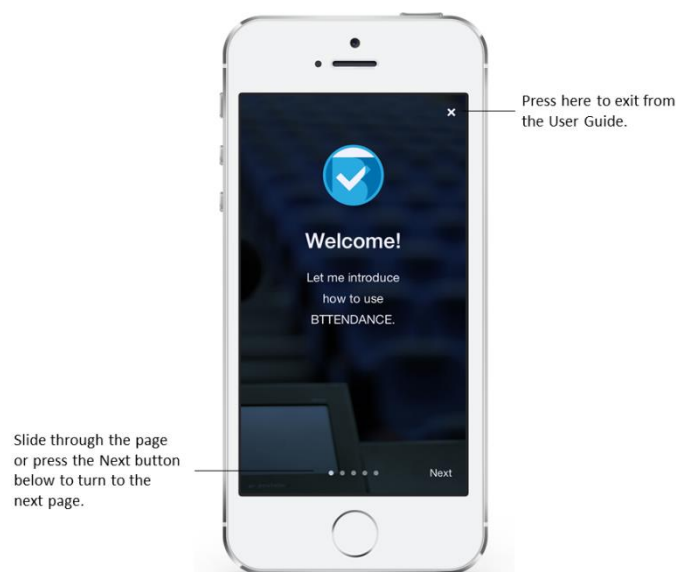 Press here to exit from
the User Guide.
Welcome!
Let me introduce
how to use
BTTENDANCE.
Slide through the page
or press the Next button
below to turn to the
next page.
Next